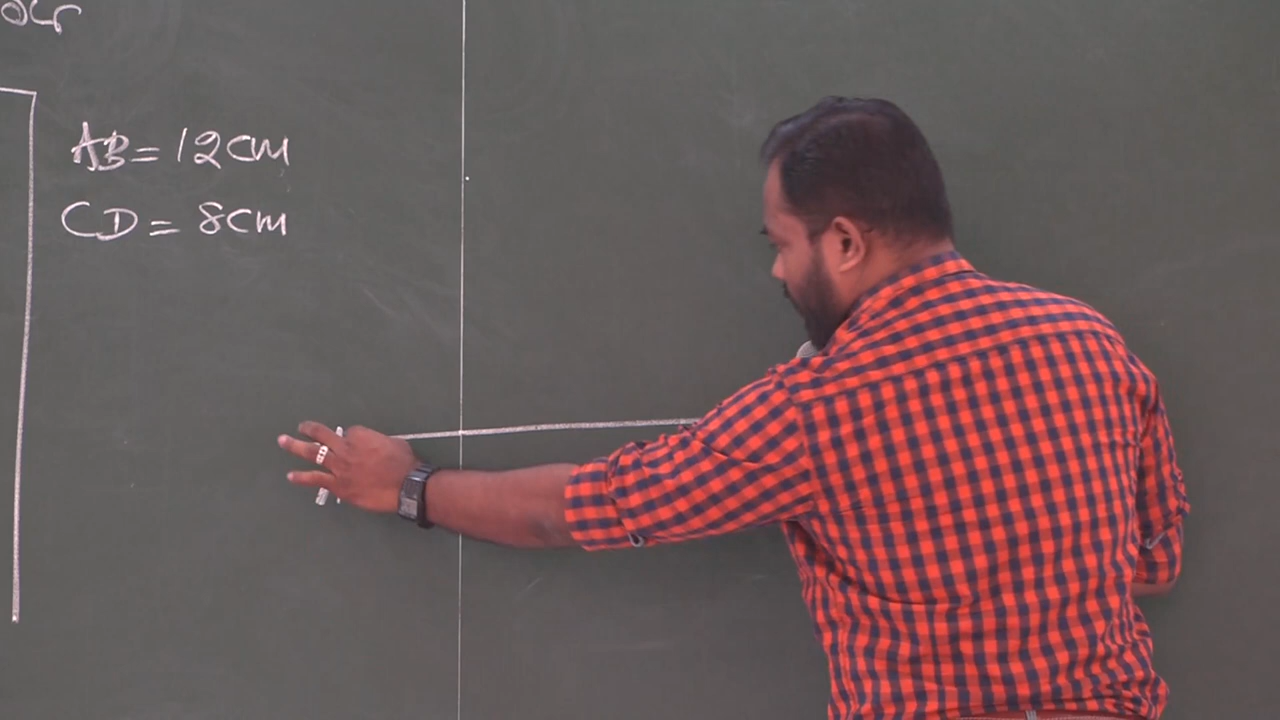 AB = 12cm
CD = 8cm